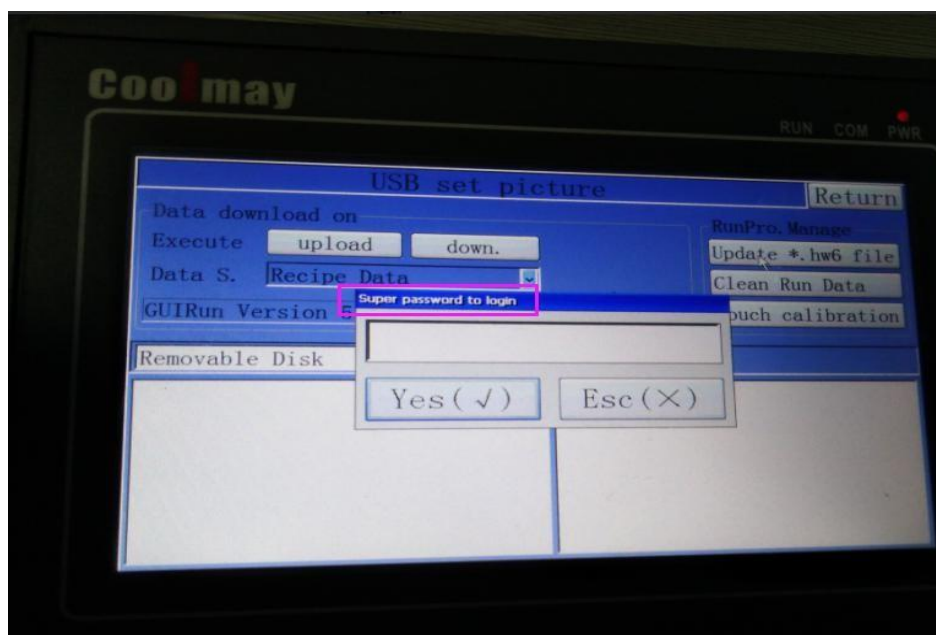 Coolmay
RUN COM PWR
USB set picture
Return
Data download on
RunPro.Manage
Execute upload down.
Update *.hw6 file
Data S. Recipe Data
Clean Run Data
Super password to login
GUIRun Version
calibration
Removable Disk
Yes(√) Esc(×)